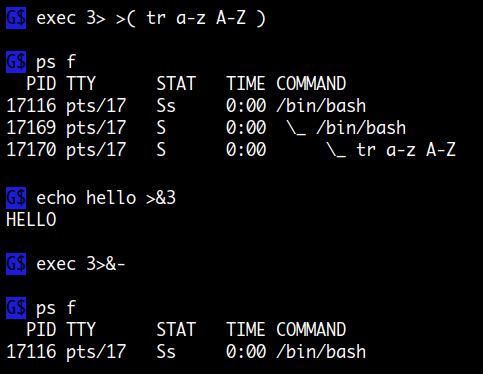 G$ exec 3> >( tr a-z A-Z )
G$ ps f
  PID TTY      STAT   TIME COMMAND
17116 pts/17   Ss     0:00 /bin/bash
17169 pts/17   S      0:00  \_ /bin/bash
17170 pts/17   S      0:00      \_ tr a-z A-Z
G$ echo hello >&3
HELLO
G$ exec 3>&-
G$ ps f
  PID TTY      STAT   TIME COMMAND
17116 pts/17   Ss     0:00 /bin/bash